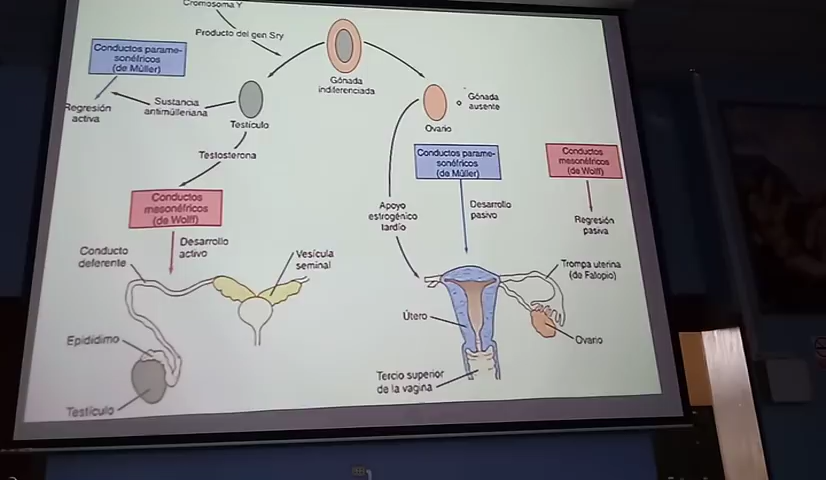 Cromosoma Y
Producto del gen Sry
Gónada
indiferenciada
Conductos parame-
sonéfricos
(de Müller)
Regresión
activa
Sustancia
antimülleriana
Testículo
Testosterona
Conductos
mesonéfricos
(de Wolff)
Desarrollo
activo
Conducto
deferente
Vesícula
seminal
Epidídimo
Testículo
Ovario
Gónada
ausente
Conductos parame-
sonéfricos
(de Müller)
Conductos
mesonéfricos
(de Wolff)
Apoyo
estrogénico
tardío
Desarrollo
pasivo
Regresión
pasiva
Trompa uterina
(de Falopio)
Útero
Ovario
Tercio superior
de la vagina